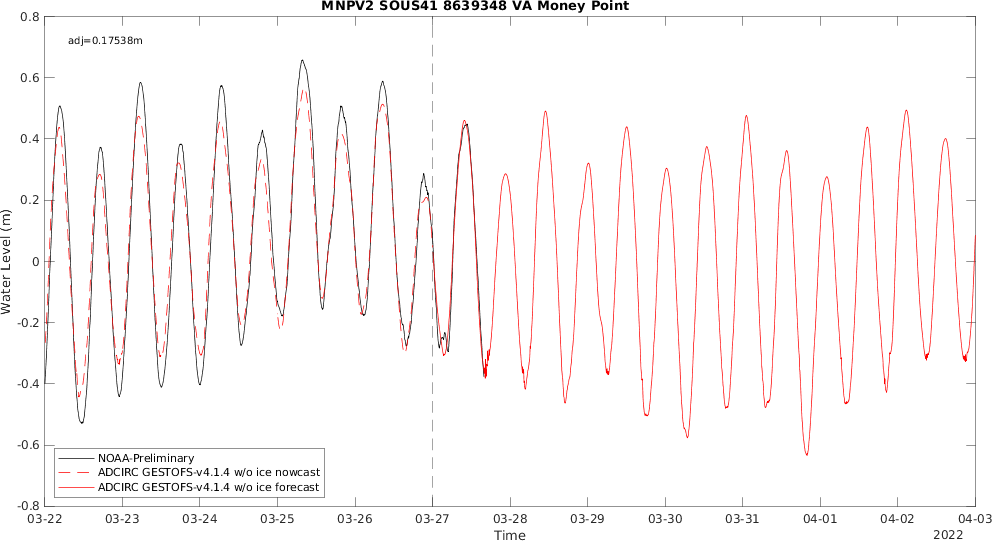 MNPV2 SOUS41 8639348 VA Money Point
adj=0.17538m
0.8
0.6
0.4
0.2
0
-0.2
-0.4
-0.6
-0.8
Water Level (m)
NOAA-Preliminary
ADCIRC GESTOFS-v4.1.4 w/o ice nowcast
ADCIRC GESTOFS-v4.1.4 w/o ice forecast
03-22 03-23 03-24 03-25 03-26 03-27 03-28 03-29 03-30 03-31 04-01 04-02 04-03
Time
2022